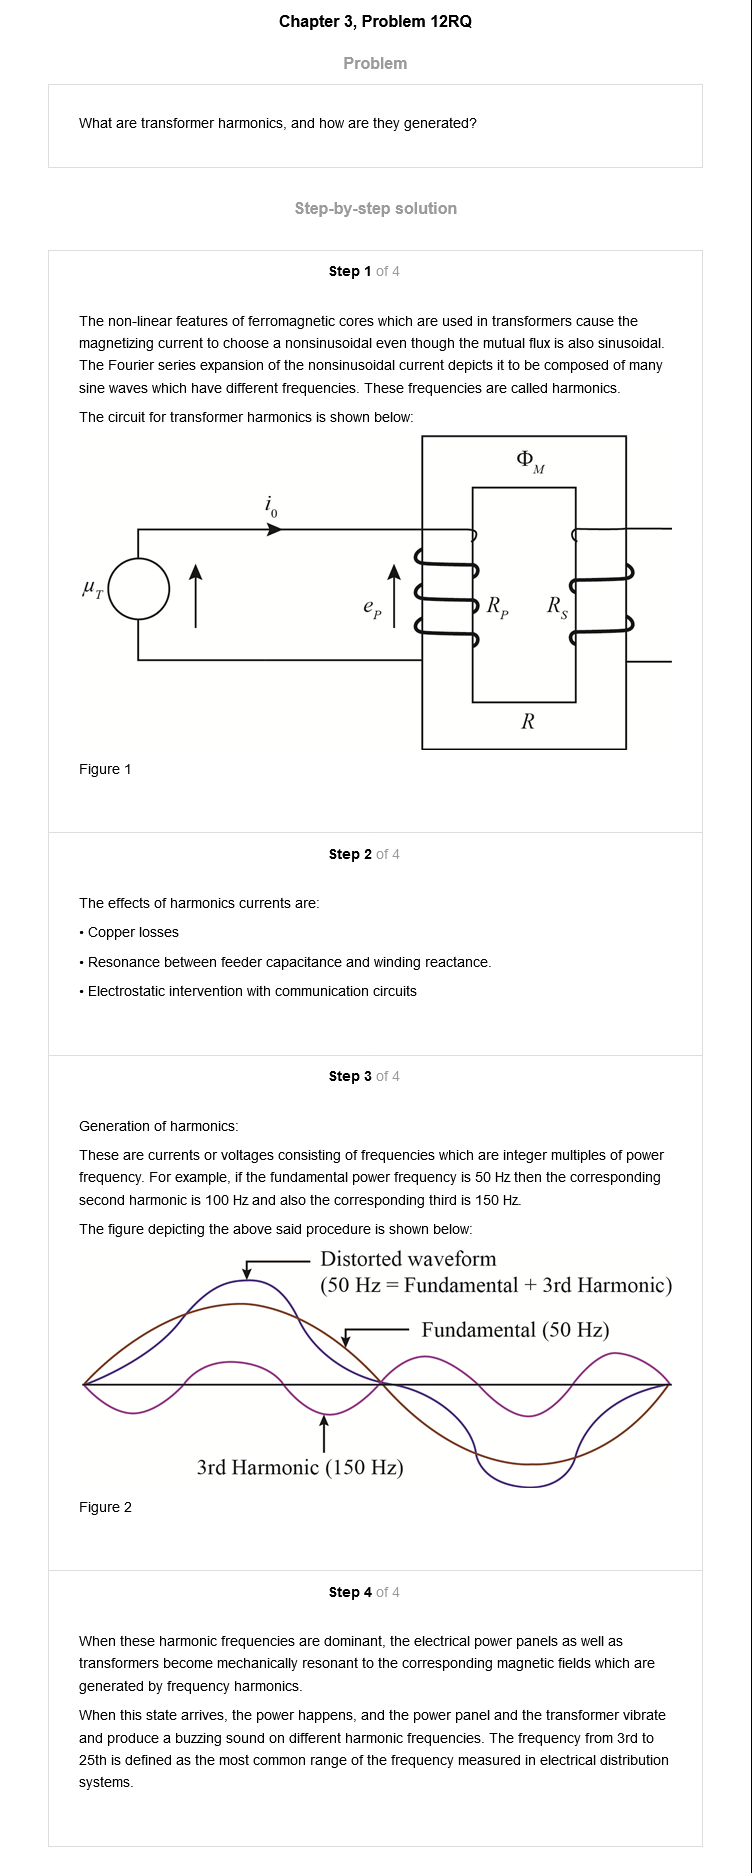 Chapter 3, Problem 12RQ
Problem
What are transformer harmonics, and how are they generated?
Step-by-step solution
Step 1 of 4
The non-linear features of ferromagnetic cores which are used in transformers cause the
magnetizing current to choose a nonsinusoidal even though the mutual flux is also sinusoidal.
The Fourier series expansion of the nonsinusoidal current depicts it to be composed of many
sine waves which have different frequencies. These frequencies are called harmonics.
The circuit for transformer harmonics is shown below:
Φ_M
i_0
μ_T
e_P
R_P
R_S
R
Figure 1
Step 2 of 4
The effects of harmonics currents are:
• Copper losses
• Resonance between feeder capacitance and winding reactance.
• Electrostatic intervention with communication circuits
Step 3 of 4
Generation of harmonics:
These are currents or voltages consisting of frequencies which are integer multiples of power
frequency. For example, if the fundamental power frequency is 50 Hz then the corresponding
second harmonic is 100 Hz and also the corresponding third is 150 Hz.
The figure depicting the above said procedure is shown below:
Distorted waveform
(50 Hz = Fundamental + 3rd Harmonic)
Fundamental (50 Hz)
3rd Harmonic (150 Hz)
Figure 2
Step 4 of 4
When these harmonic frequencies are dominant, the electrical power panels as well as
transformers become mechanically resonant to the corresponding magnetic fields which are
generated by frequency harmonics.
When this state arrives, the power happens, and the power panel and the transformer vibrate
and produce a buzzing sound on different harmonic frequencies. The frequency from 3rd to
25th is defined as the most common range of the frequency measured in electrical distribution
systems.